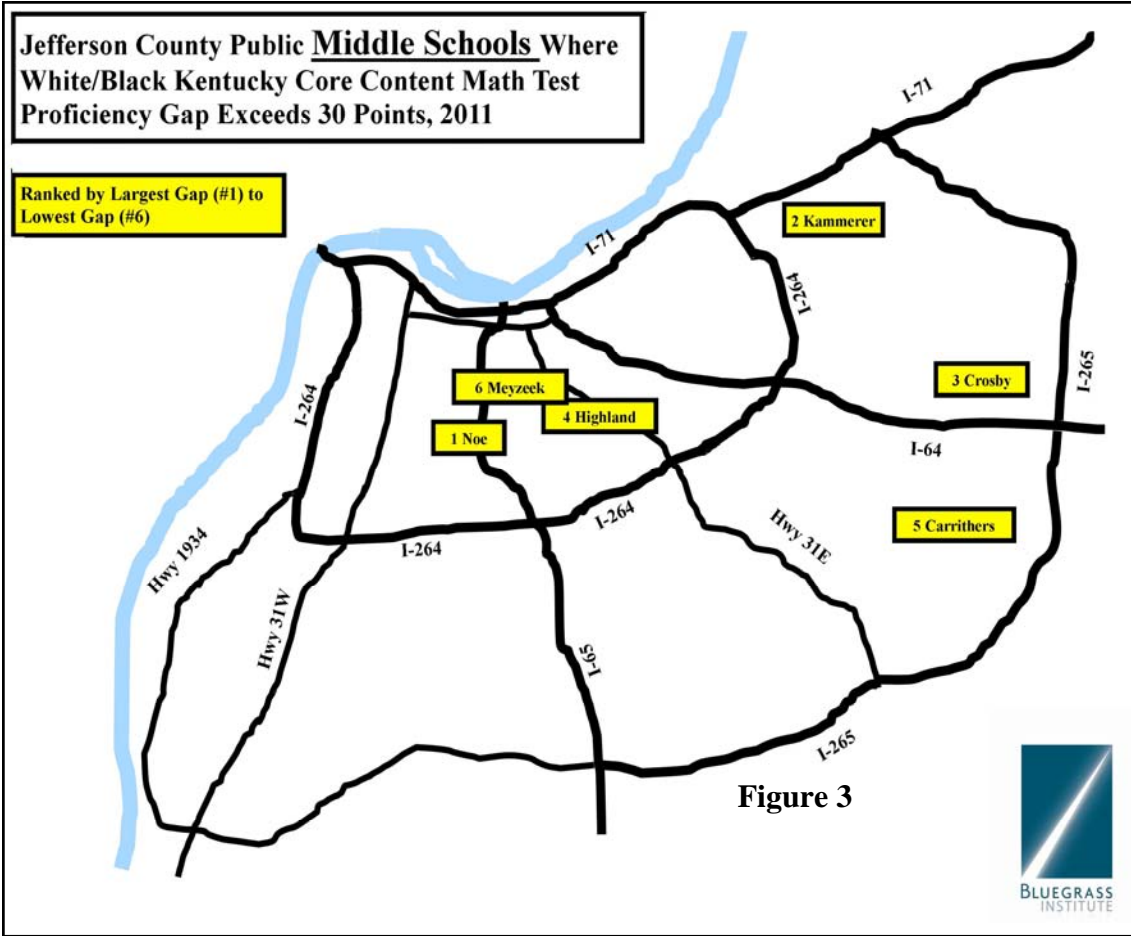 Jefferson County Public Middle Schools Where
White/Black Kentucky Core Content Math Test
Proficiency Gap Exceeds 30 Points, 2011
Ranked by Largest Gap (#1) to
Lowest Gap (#6)
I-71
2 Kammerer
I-71
I-264
I-265
3 Crosby
6 Meyzeek
I-264
4 Highland
1 Noe
I-64
I-264
5 Carrithers
Hwy 31E
I-264
Hwy 1934
Hwy 31W
I-65
I-265
Figure 3
BLUEGRASS
INSTITUTE